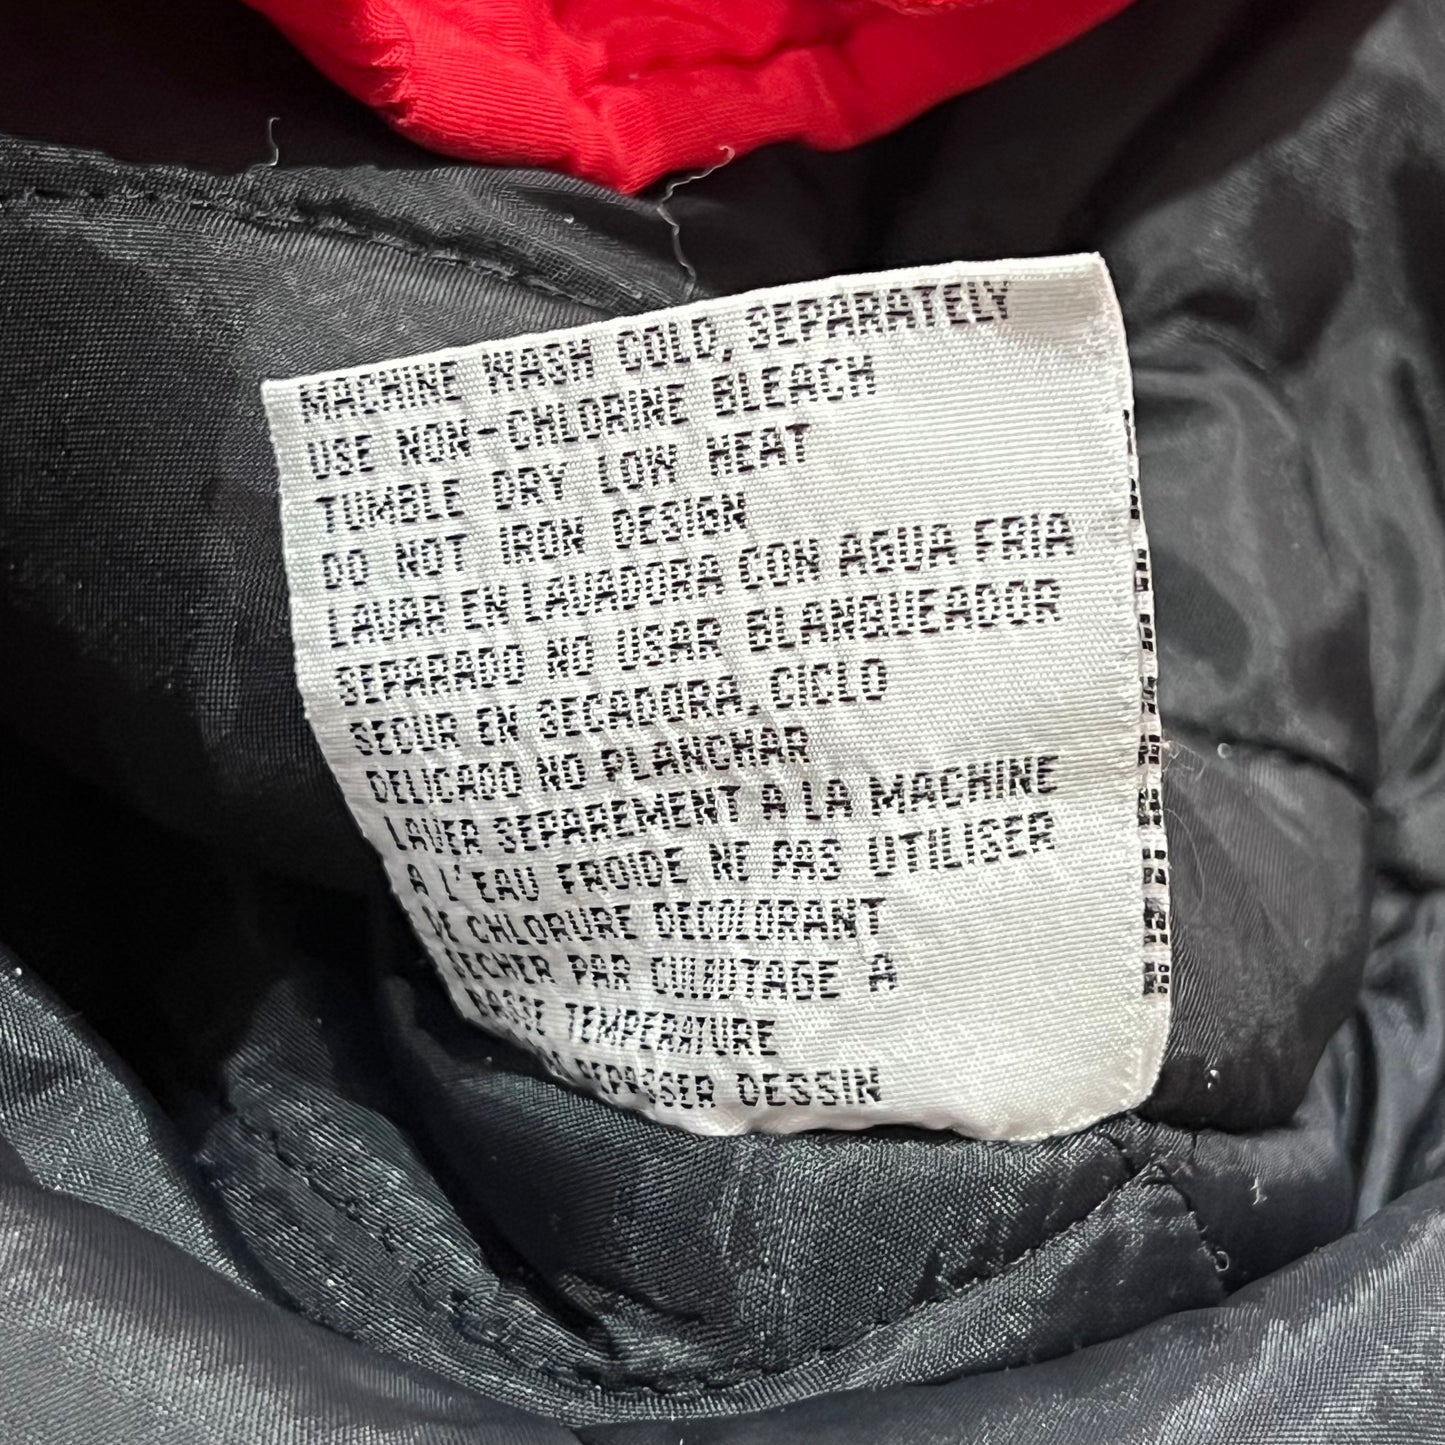 MACHINE WASH COLD, SEPARATELY
USE NON-CHLORINE BLEACH
TUMBLE DRY LOW HEAT
DO NOT IRON DESIGN
LAVAR EN LAVADORA CON AGUA FRIA
SEPARADO NO USAR BLANQUEADOR
SECUR EN SECADORA, CICLO
DELICADO NO PLANCHAR
LAVER SEPAREMENT A LA MACHINE
A L'EAU FROIDE NE PAS UTILISER
DE CHLORURE DECOLORANT
SECHER PAR CULBUTAGE A
BASSE TEMPERATURE
REPASSER DESSIN